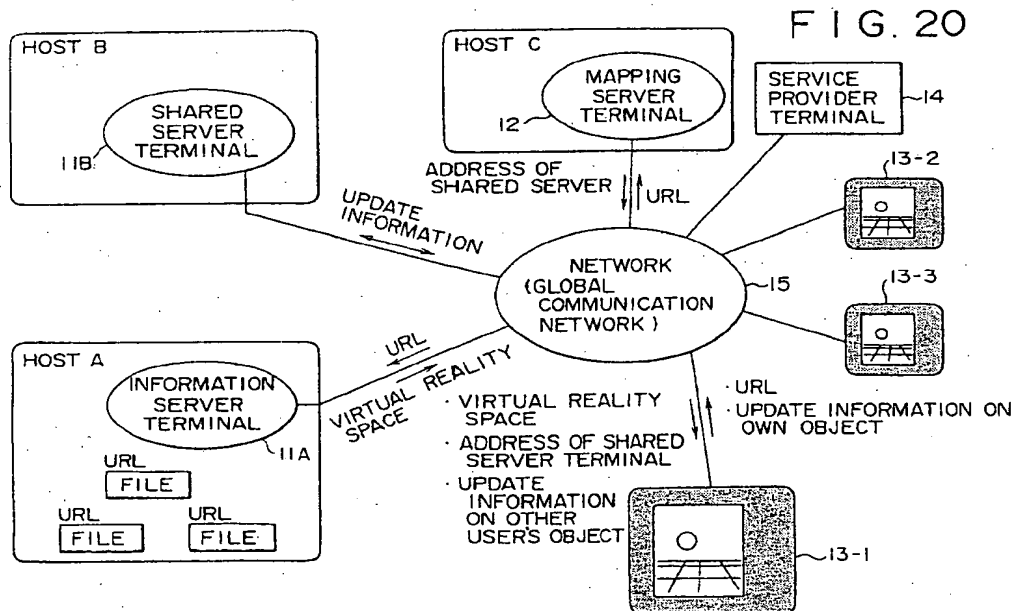 FIG. 20
HOST B
SHARED
SERVER
TERMINAL
11B
HOST C
MAPPING
SERVER
TERMINAL
12
SERVICE
PROVIDER
TERMINAL
14
ADDRESS OF
SHARED SERVER
URL
13-2
UPDATE
INFORMATION
NETWORK
(GLOBAL
COMMUNICATION
NETWORK)
15
13-3
HOST A
INFORMATION
SERVER
TERMINAL
11A
URL
FILE
URL
FILE
URL
FILE
URL
VIRTUAL REALITY
SPACE
· VIRTUAL REALITY
SPACE
· ADDRESS OF SHARED
SERVER TERMINAL
· UPDATE
INFORMATION
ON OTHER
USER'S OBJECT
· URL
· UPDATE INFORMATION ON
OWN OBJECT
13-1